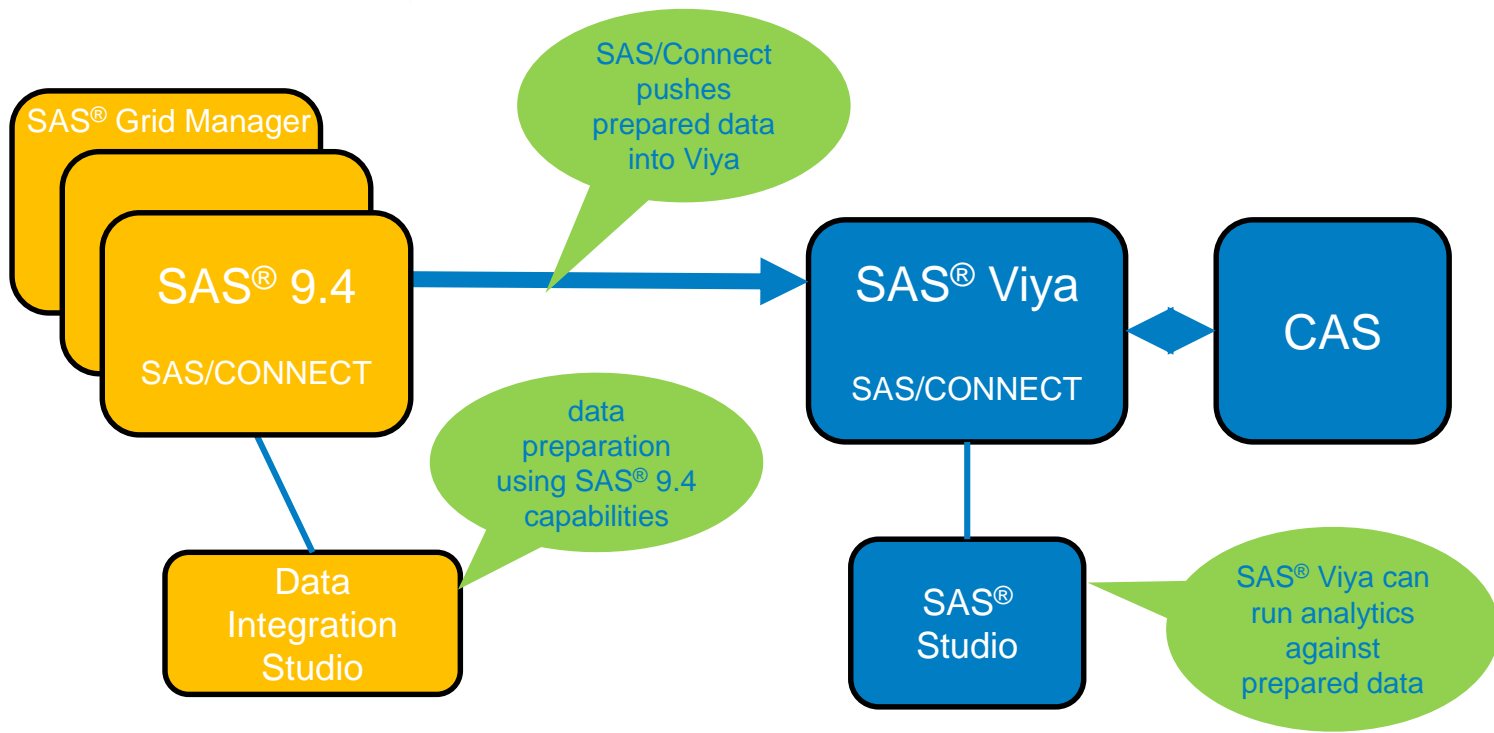 SAS/Connect
pushes
prepared data
into Viya
SAS® Grid Manager
SAS® 9.4
SAS/CONNECT
SAS® Viya
SAS/CONNECT
CAS
data
preparation
using SAS® 9.4
capabilities
Data
Integration
Studio
SAS®
Studio
SAS® Viya can
run analytics
against
prepared data